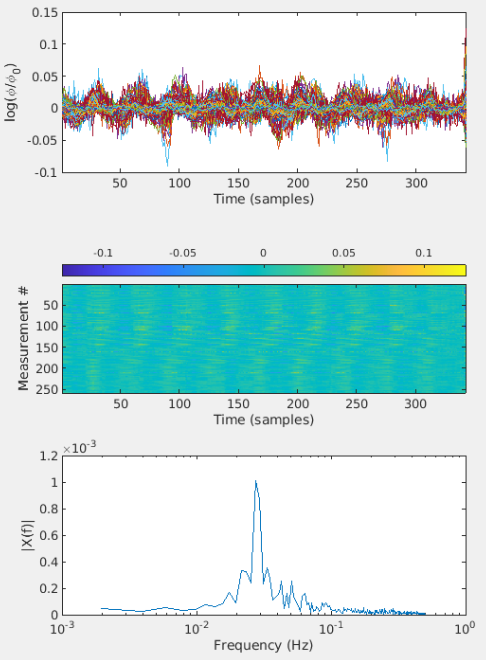 0.15
0.1
0.05
0
-0.05
-0.1
log(ϕ/ϕ₀)
50 100 150 200 250 300
Time (samples)
-0.1 -0.05 0 0.05 0.1
50
100
150
200
250
Measurement #
50 100 150 200 250 300
Time (samples)
×10⁻³
1.2
1
0.8
0.6
0.4
0.2
0
|X(f)|
10⁻³ 10⁻² 10⁻¹ 10⁰
Frequency (Hz)